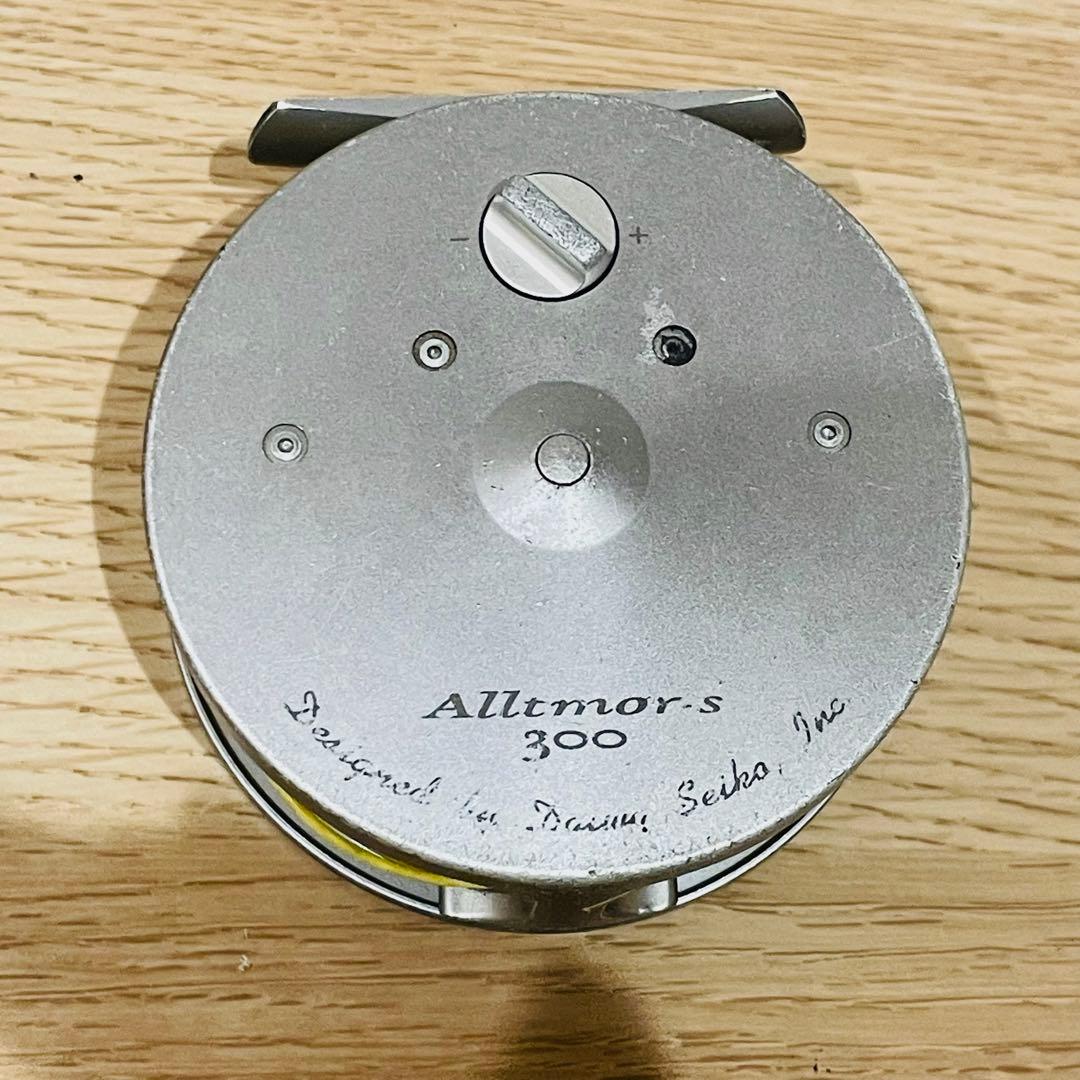 - +
Alltmor-s
300
Designed by Daiwa Seiko, Inc